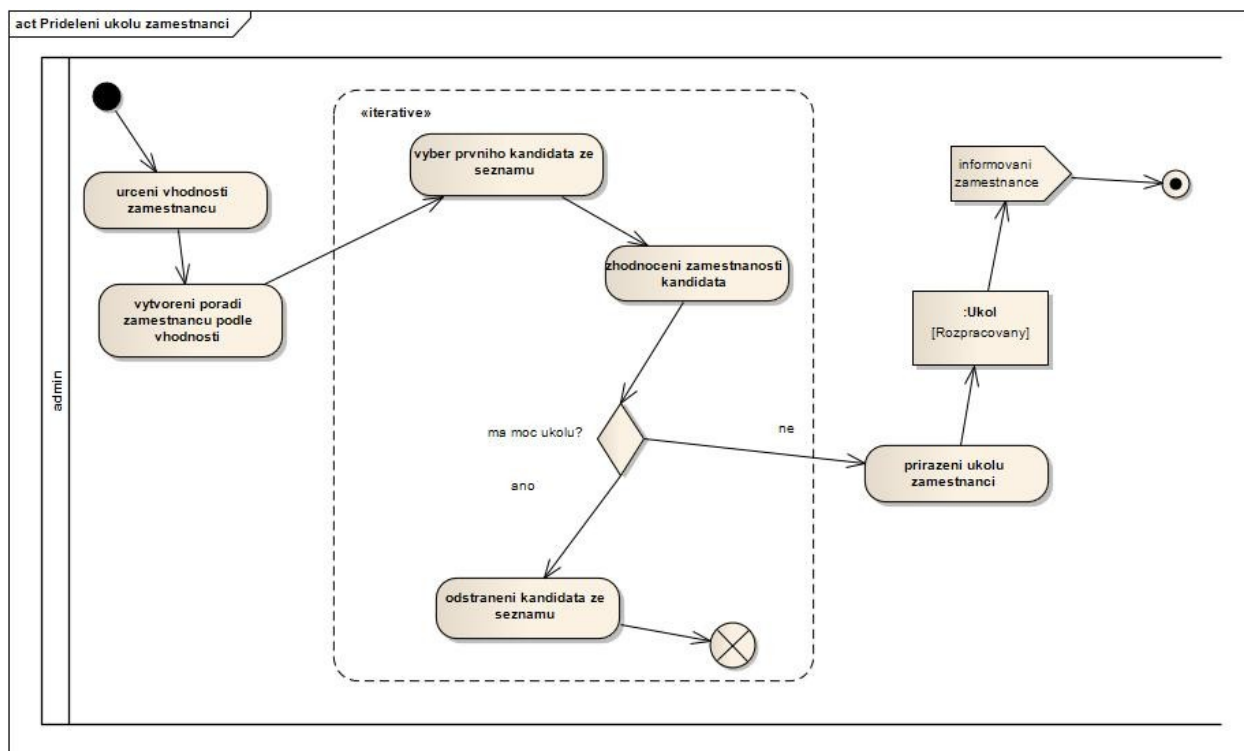 act Prideleni ukolu zamestnanci
admin
urceni vhodnosti
zamestnancu
vytvoreni poradi
zamestnancu podle
vhodnosti
«iterative»
vyber prvniho kandidata ze
seznamu
zhodnoceni zamestnanosti
kandidata
ma moc ukolu?
ne
ano
odstraneni kandidata ze
seznamu
prirazeni ukolu
zamestnanci
:Ukol
[Rozpracovany]
informovani
zamestnance